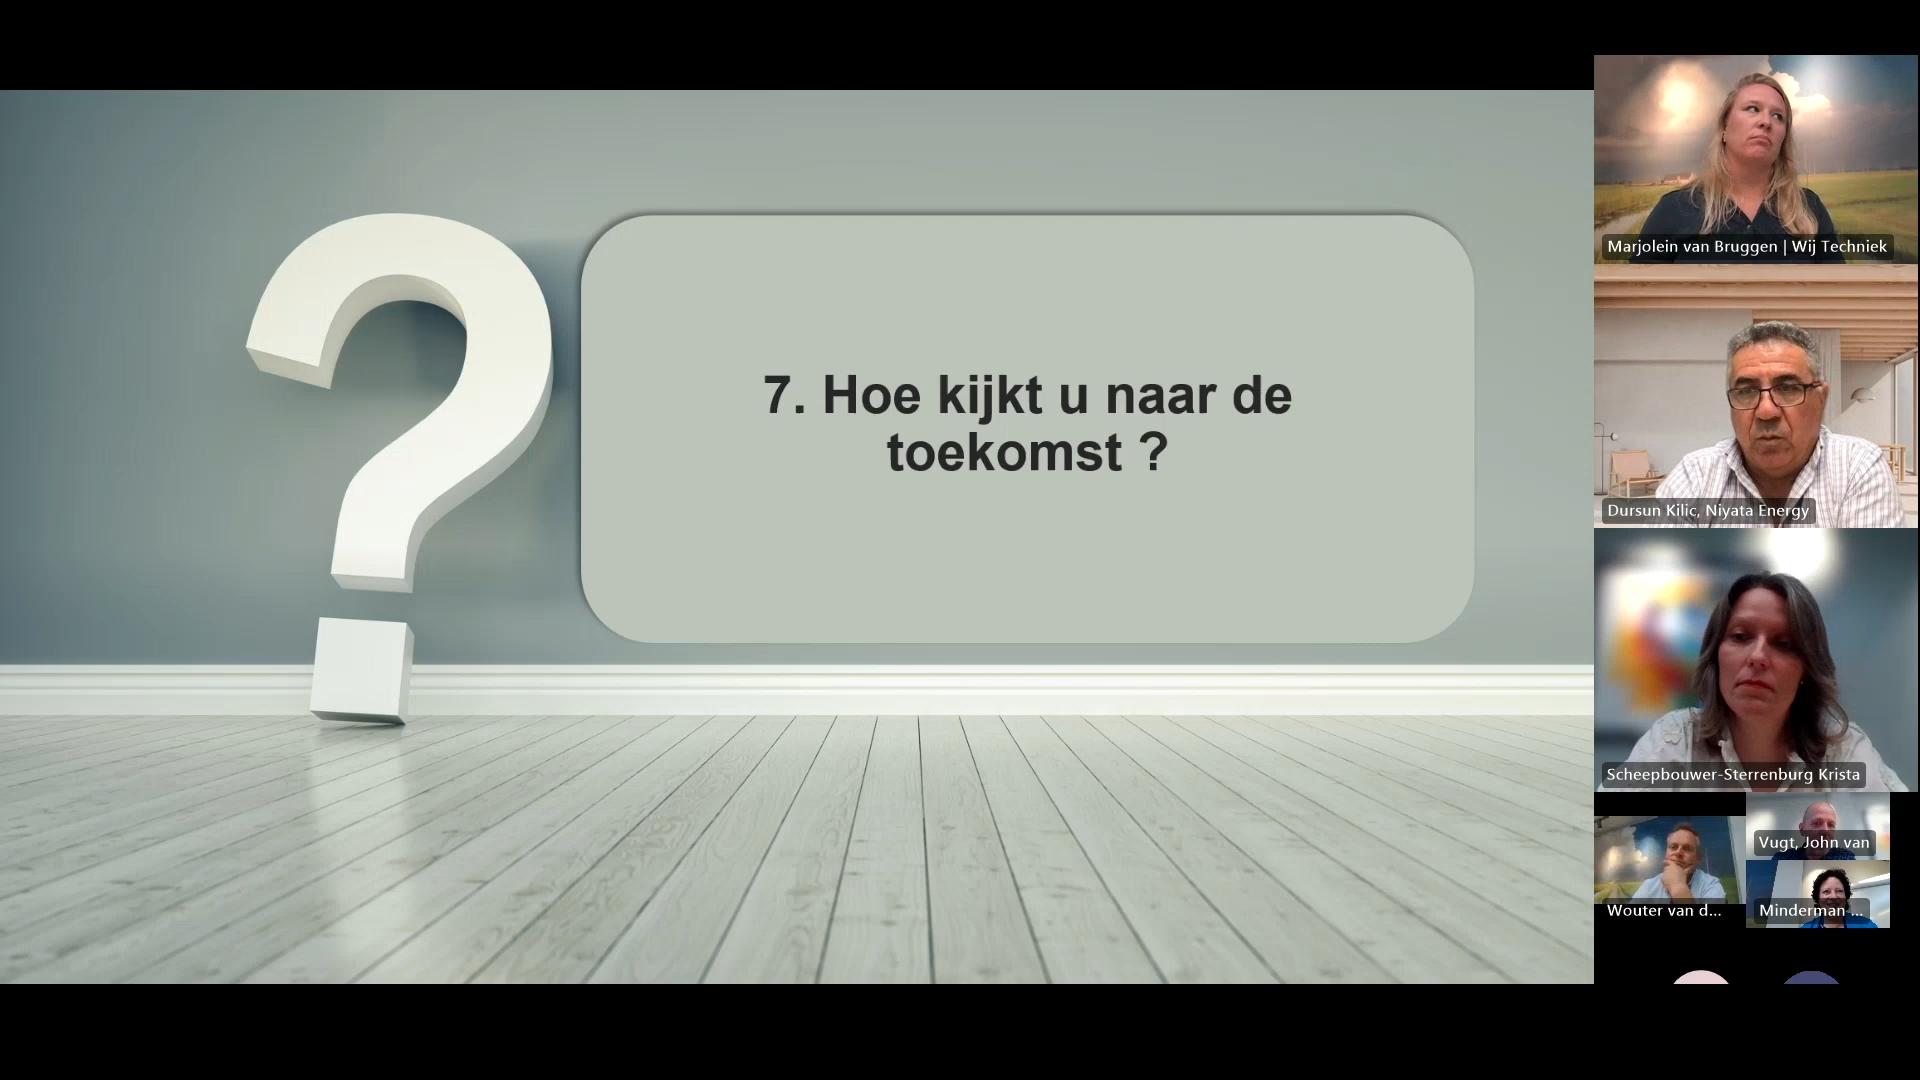 7. Hoe kijkt u naar de
toekomst ?
Marjolein van Bruggen | Wij Techniek
Dursun Kilic, Niyata Energy
Scheepbouwer-Sterrenburg Krista
Wouter van d...
Vugt, John van
Minderman ...